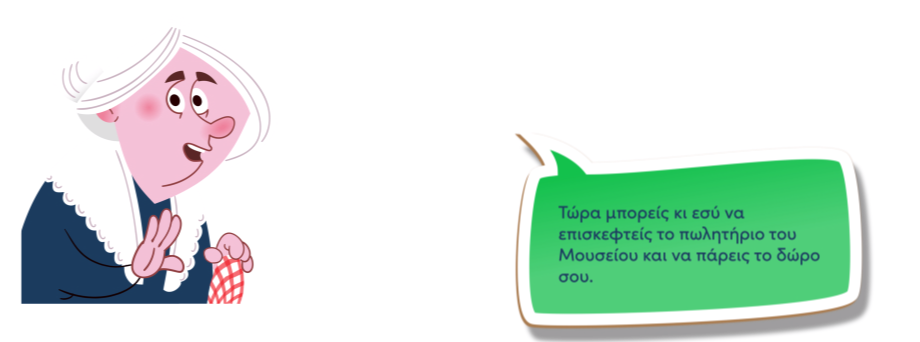 Τώρα μπορείς κι εσύ να
επισκεφτείς το πωλητήριο του
Μουσείου και να πάρεις το δώρο
σου.